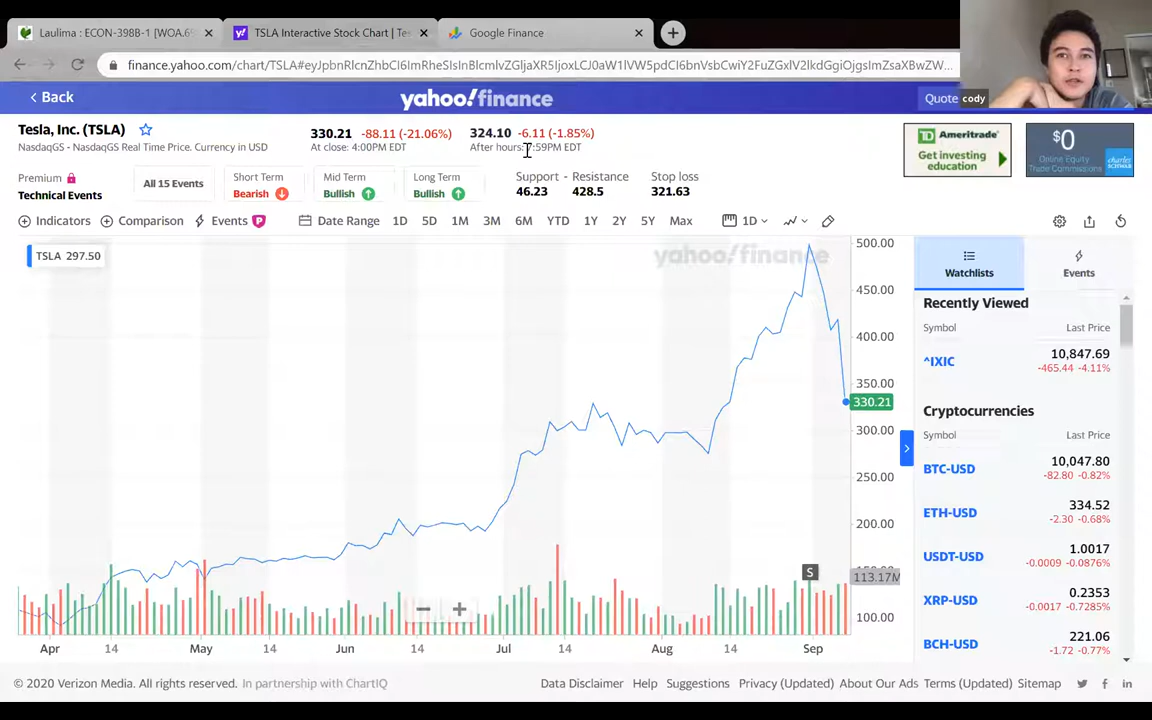 Laulima : ECON-398B-1 [WOA.6
TSLA Interactive Stock Chart | Tes
Google Finance
finance.yahoo.com/chart/TSLA#eyJpbnRlcnZhbCI6ImRheSIsInBlcmlvZGljaXR5IjoxLCJ0aW1lVW5pdCI6bnVsbCwiY2FuZGxlV2lkdGgiOjgsImZsaXBwZW...
Back
yahoo!finance
Quote
cody
Tesla, Inc. (TSLA)
NasdaqGS - NasdaqGS Real Time Price. Currency in USD
330.21 -88.11 (-21.06%)
At close: 4:00PM EDT
324.10 -6.11 (-1.85%)
After hours: 7:59PM EDT
TD Ameritrade
Get investing
education
$0
Online Equity
Trade Commissions
charles
SCHWAB
Premium
Technical Events
All 15 Events
Short Term
Bearish
Mid Term
Bullish
Long Term
Bullish
Support - Resistance
46.23 428.5
Stop loss
321.63
Indicators Comparison Events P Date Range 1D 5D 1M 3M 6M YTD 1Y 2Y 5Y Max 1D
TSLA 297.50
yahoo!finance
500.00
450.00
400.00
350.00
330.21
300.00
250.00
200.00
113.17M
100.00
S
Apr 14 May 14 Jun 14 Jul 14 Aug 14 Sep
Watchlists
Events
Recently Viewed
Symbol Last Price
^IXIC 10,847.69
-465.44 -4.11%
Cryptocurrencies
Symbol Last Price
BTC-USD 10,047.80
-82.80 -0.82%
ETH-USD 334.52
-2.30 -0.68%
USDT-USD 1.0017
-0.0009 -0.0876%
XRP-USD 0.2353
-0.0017 -0.7285%
BCH-USD 221.06
-1.72 -0.77%
© 2020 Verizon Media. All rights reserved. In partnership with ChartIQ
Data Disclaimer Help Suggestions Privacy (Updated) About Our Ads Terms (Updated) Sitemap